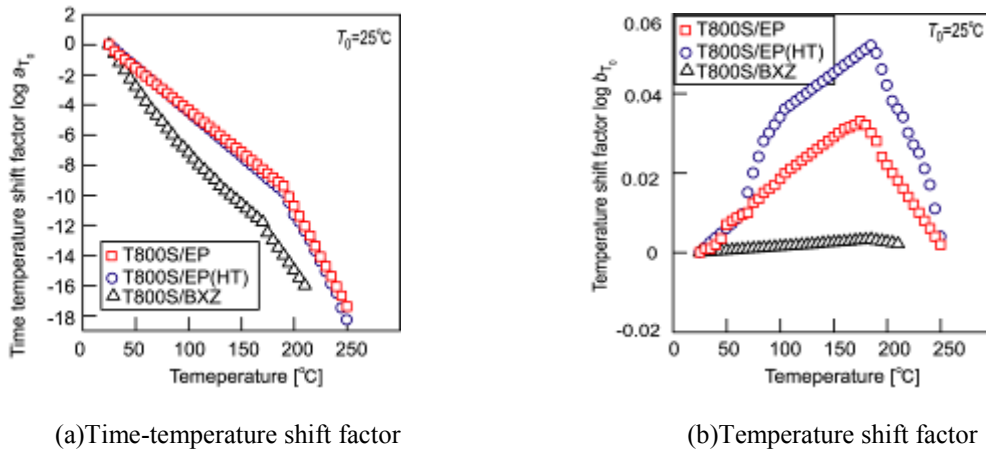 Time temperature shift factor log aT₀
2
0
-2
-4
-6
-8
-10
-12
-14
-16
-18
T₀=25°C
T800S/EP
T800S/EP(HT)
T800S/BXZ
0 50 100 150 200 250
Temeperature [°C]
(a)Time-temperature shift factor
Temperature shift factor log bT₀
0.06
0.04
0.02
0
-0.02
T800S/EP
T800S/EP(HT)
T800S/BXZ
T₀=25°C
0 50 100 150 200 250
Temeperature [°C]
(b)Temperature shift factor